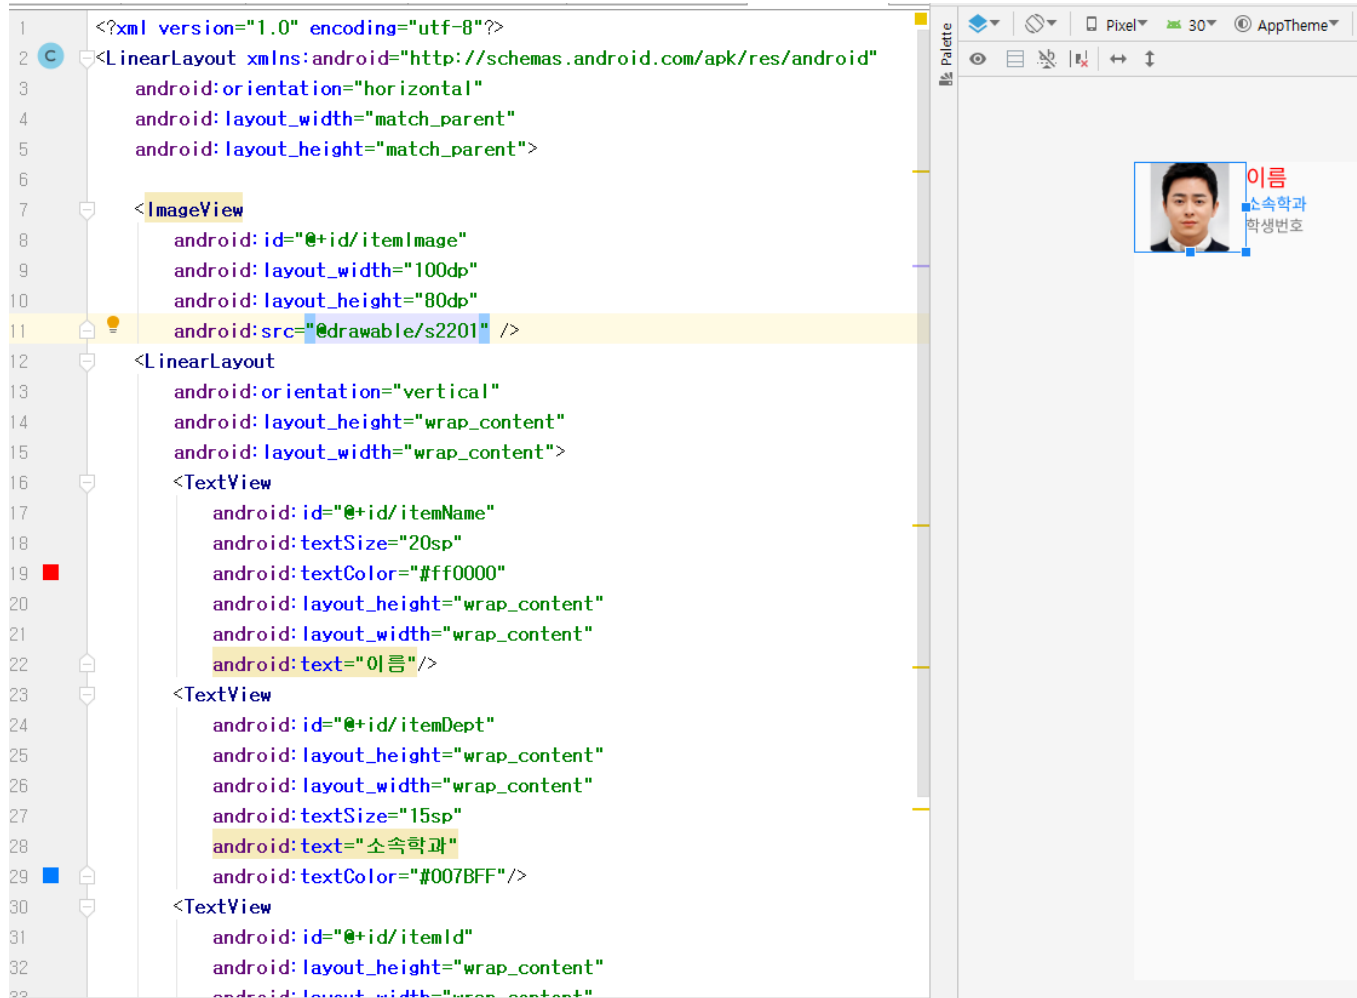 1 <?xml version="1.0" encoding="utf-8"?>
2 C <LinearLayout xmlns:android="http://schemas.android.com/apk/res/android"
3 android:orientation="horizontal"
4 android:layout_width="match_parent"
5 android:layout_height="match_parent">
6
7 <ImageView
8 android:id="@+id/itemImage"
9 android:layout_width="100dp"
10 android:layout_height="80dp"
11 android:src="@drawable/s2201" />
12 <LinearLayout
13 android:orientation="vertical"
14 android:layout_height="wrap_content"
15 android:layout_width="wrap_content">
16 <TextView
17 android:id="@+id/itemName"
18 android:textSize="20sp"
19 android:textColor="#ff0000"
20 android:layout_height="wrap_content"
21 android:layout_width="wrap_content"
22 android:text="이름"/>
23 <TextView
24 android:id="@+id/itemDept"
25 android:layout_height="wrap_content"
26 android:layout_width="wrap_content"
27 android:textSize="15sp"
28 android:text="소속학과"
29 android:textColor="#007BFF"/>
30 <TextView
31 android:id="@+id/itemId"
32 android:layout_height="wrap_content"
33 android:layout_width="wrap_content"
Palette
Pixel 30 AppTheme
이름
소속학과
학생번호